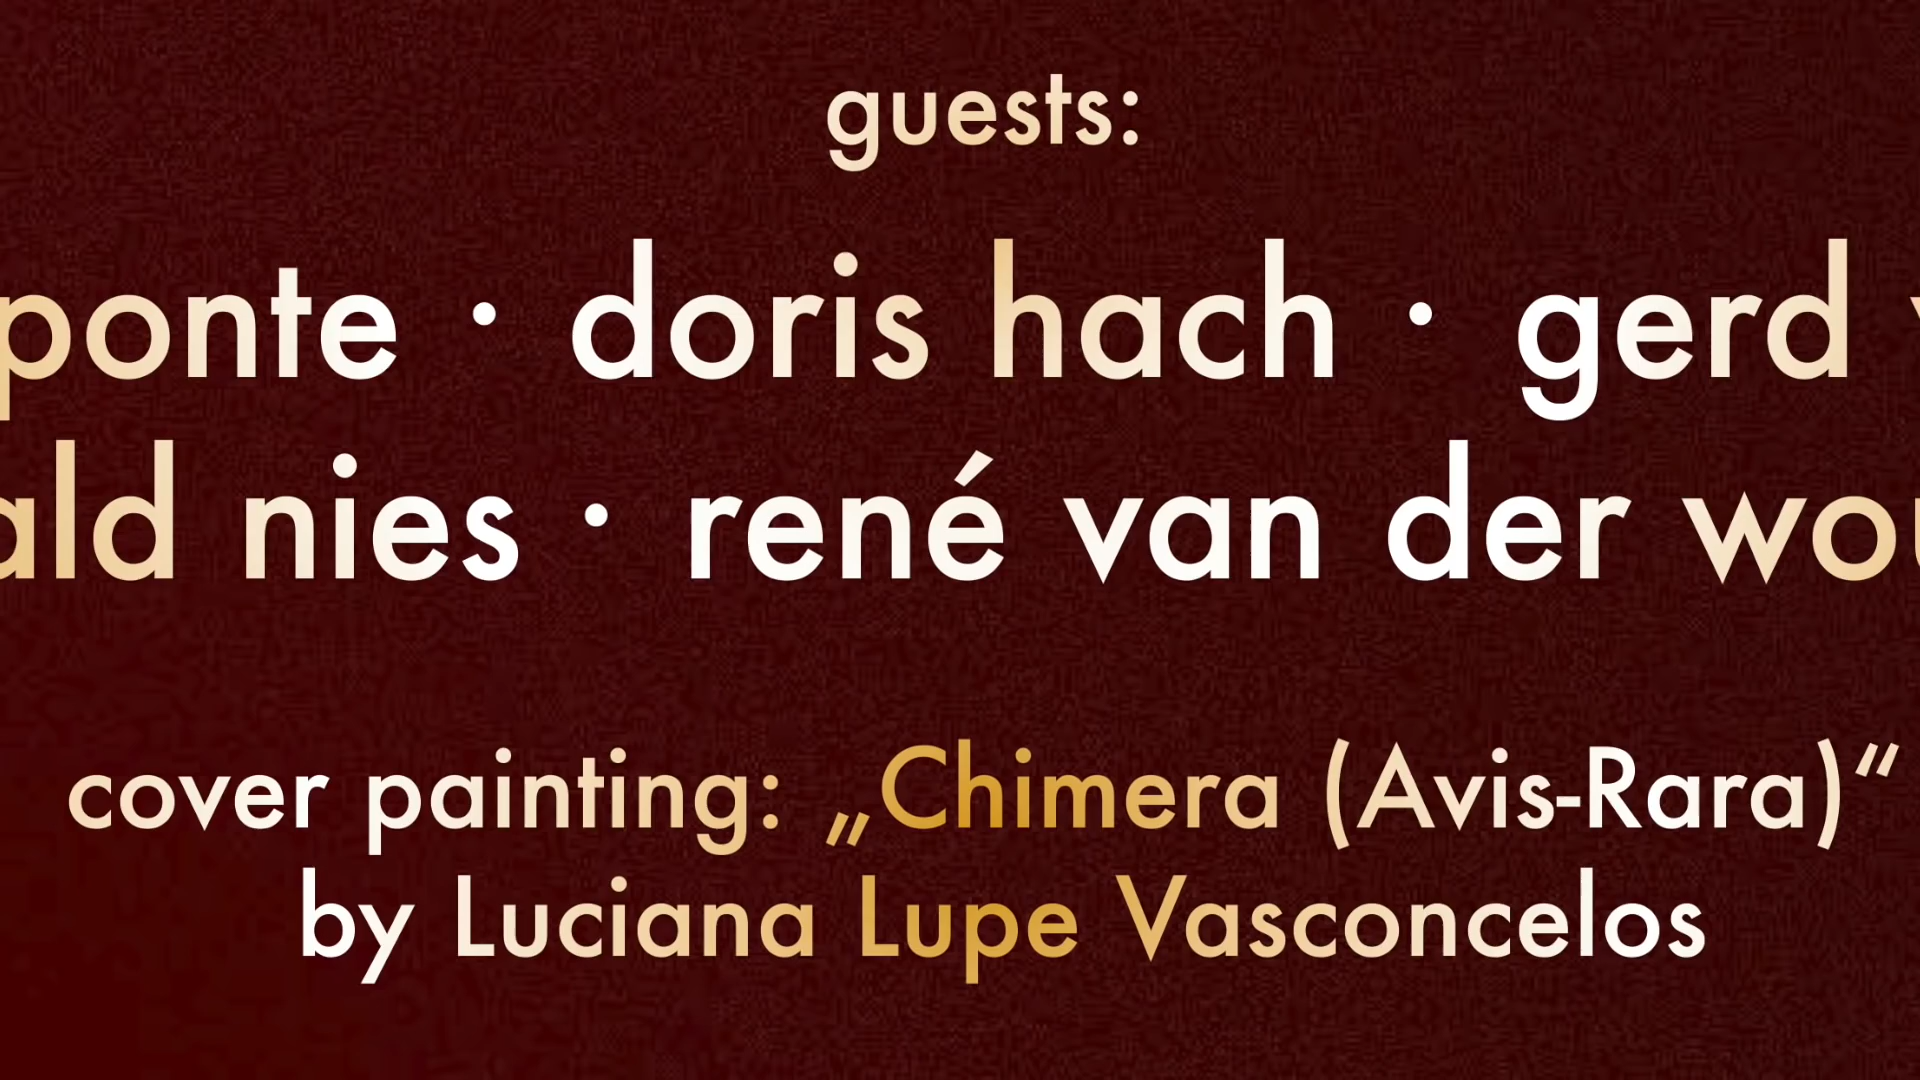 guests:
ponte · doris hach · gerd
ald nies · rené van der wou
cover painting: „Chimera (Avis-Rara)“
by Luciana Lupe Vasconcelos